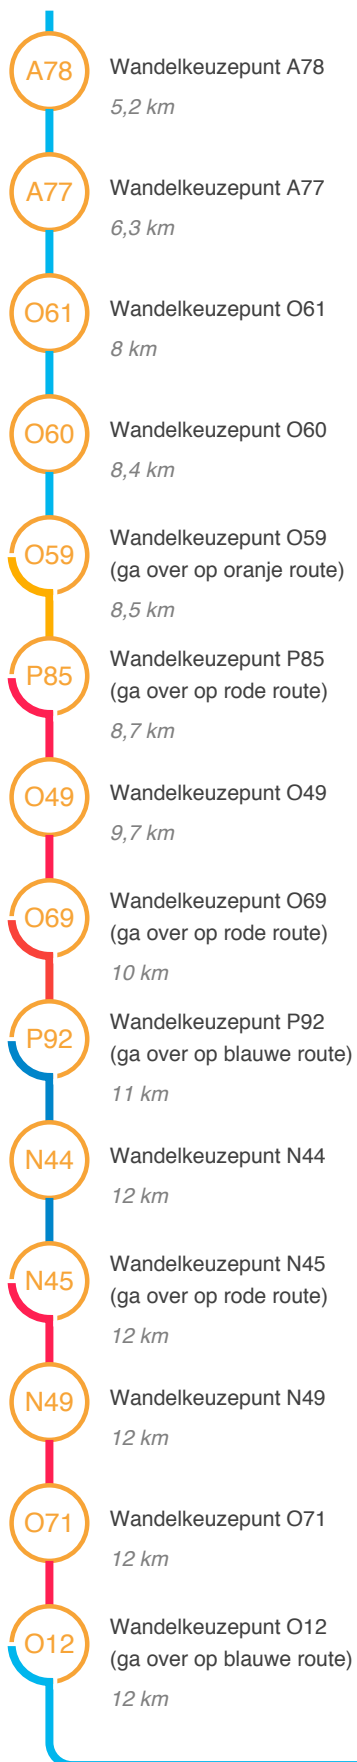 A78
Wandelkeuzepunt A78
5,2 km
A77
Wandelkeuzepunt A77
6,3 km
O61
Wandelkeuzepunt O61
8 km
O60
Wandelkeuzepunt O60
8,4 km
O59
Wandelkeuzepunt O59
(ga over op oranje route)
8,5 km
P85
Wandelkeuzepunt P85
(ga over op rode route)
8,7 km
O49
Wandelkeuzepunt O49
9,7 km
O69
Wandelkeuzepunt O69
(ga over op rode route)
10 km
P92
Wandelkeuzepunt P92
(ga over op blauwe route)
11 km
N44
Wandelkeuzepunt N44
12 km
N45
Wandelkeuzepunt N45
(ga over op rode route)
12 km
N49
Wandelkeuzepunt N49
12 km
O71
Wandelkeuzepunt O71
12 km
O12
Wandelkeuzepunt O12
(ga over op blauwe route)
12 km